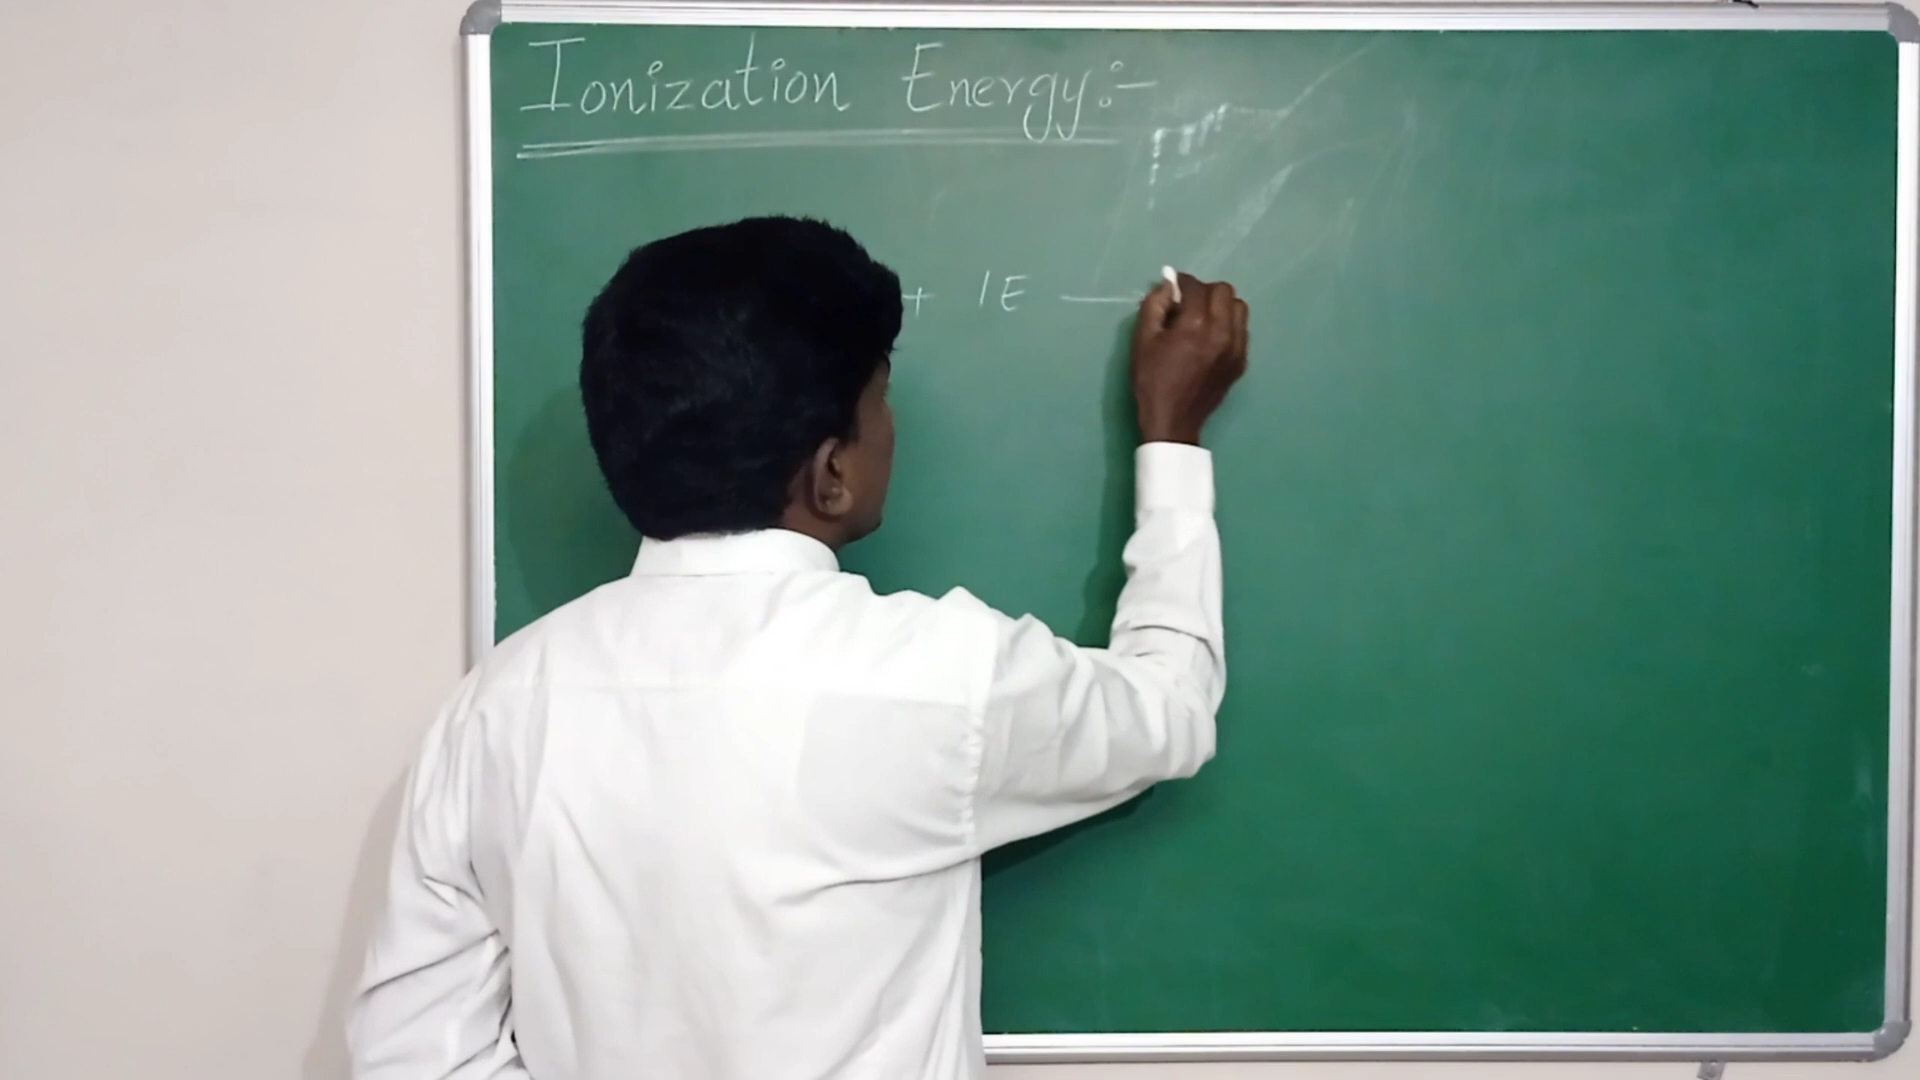 Ionization Energy:-
+ IE —